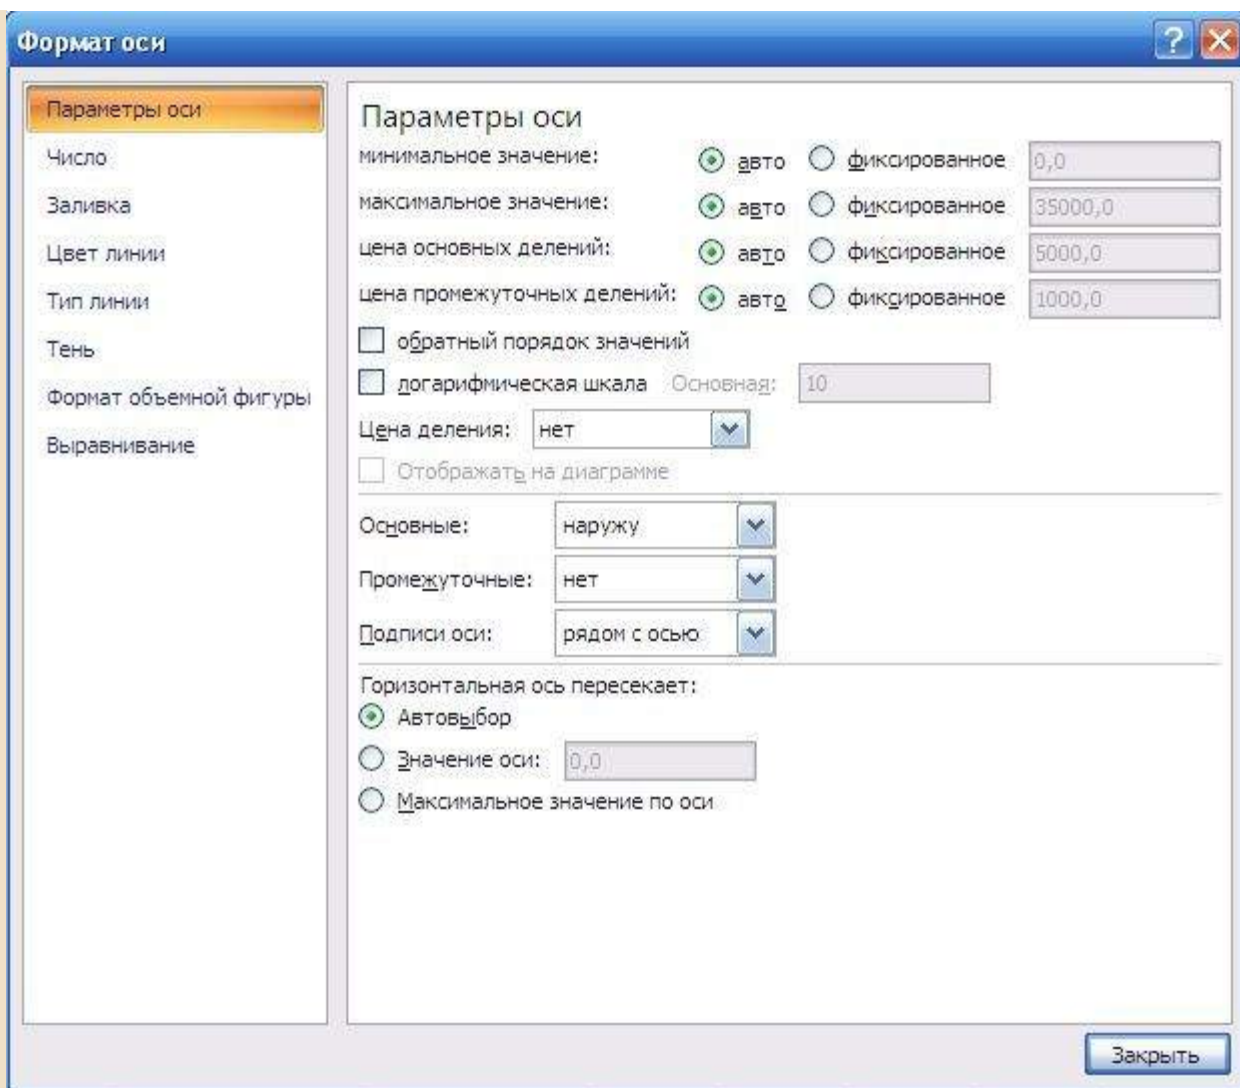 Формат оси
Параметры оси
Число
Заливка
Цвет линии
Тип линии
Тень
Формат объемной фигуры
Выравнивание
Параметры оси
минимальное значение: авто фиксированное 0,0
максимальное значение: авто фиксированное 35000,0
цена основных делений: авто фиксированное 5000,0
цена промежуточных делений: авто фиксированное 1000,0
обратный порядок значений
логарифмическая шкала Основная: 10
Цена деления: нет
Отображать на диаграмме
Основные: наружу
Промежуточные: нет
Подписи оси: рядом с осью
Горизонтальная ось пересекает:
Автовыбор
Значение оси: 0,0
Максимальное значение по оси
Закрыть